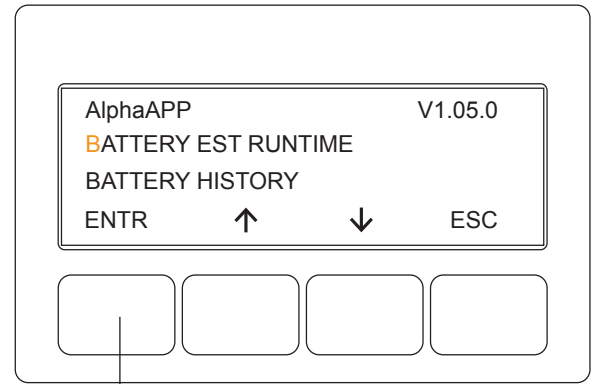 AlphaAPP V1.05.0
BATTERY EST RUNTIME
BATTERY HISTORY
ENTR ↑ ↓ ESC